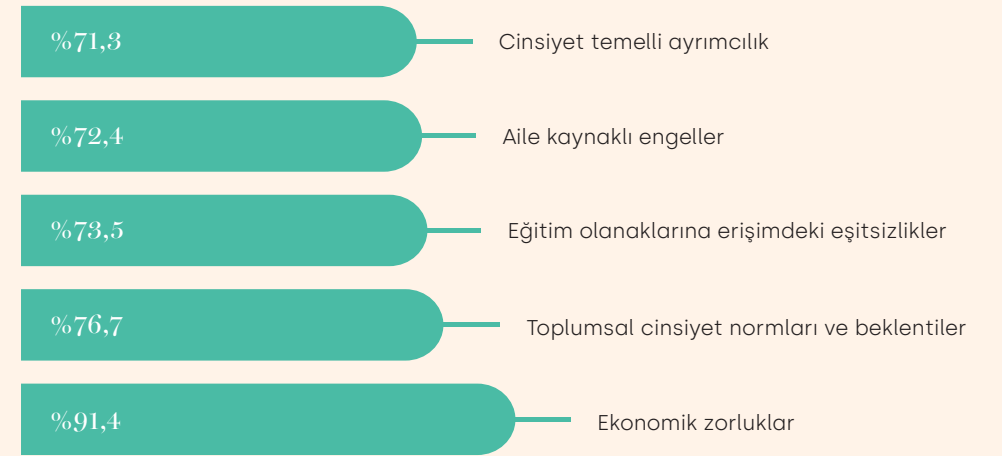 %71,3 Cinsiyet temelli ayrımcılık
%72,4 Aile kaynaklı engeller
%73,5 Eğitim olanaklarına erişimdeki eşitsizlikler
%76,7 Toplumsal cinsiyet normları ve beklentiler
%91,4 Ekonomik zorluklar